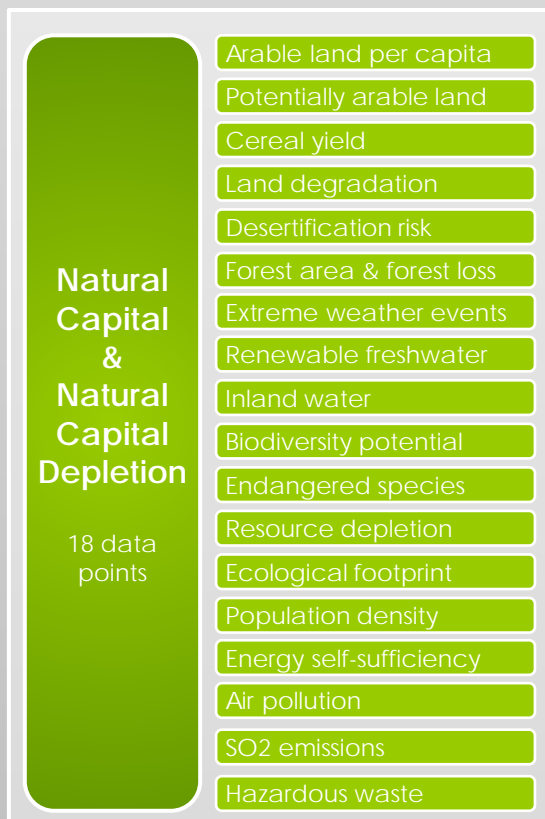 Natural
Capital
&
Natural
Capital
Depletion
18 data
points
Arable land per capita
Potentially arable land
Cereal yield
Land degradation
Desertification risk
Forest area & forest loss
Extreme weather events
Renewable freshwater
Inland water
Biodiversity potential
Endangered species
Resource depletion
Ecological footprint
Population density
Energy self-sufficiency
Air pollution
SO2 emissions
Hazardous waste